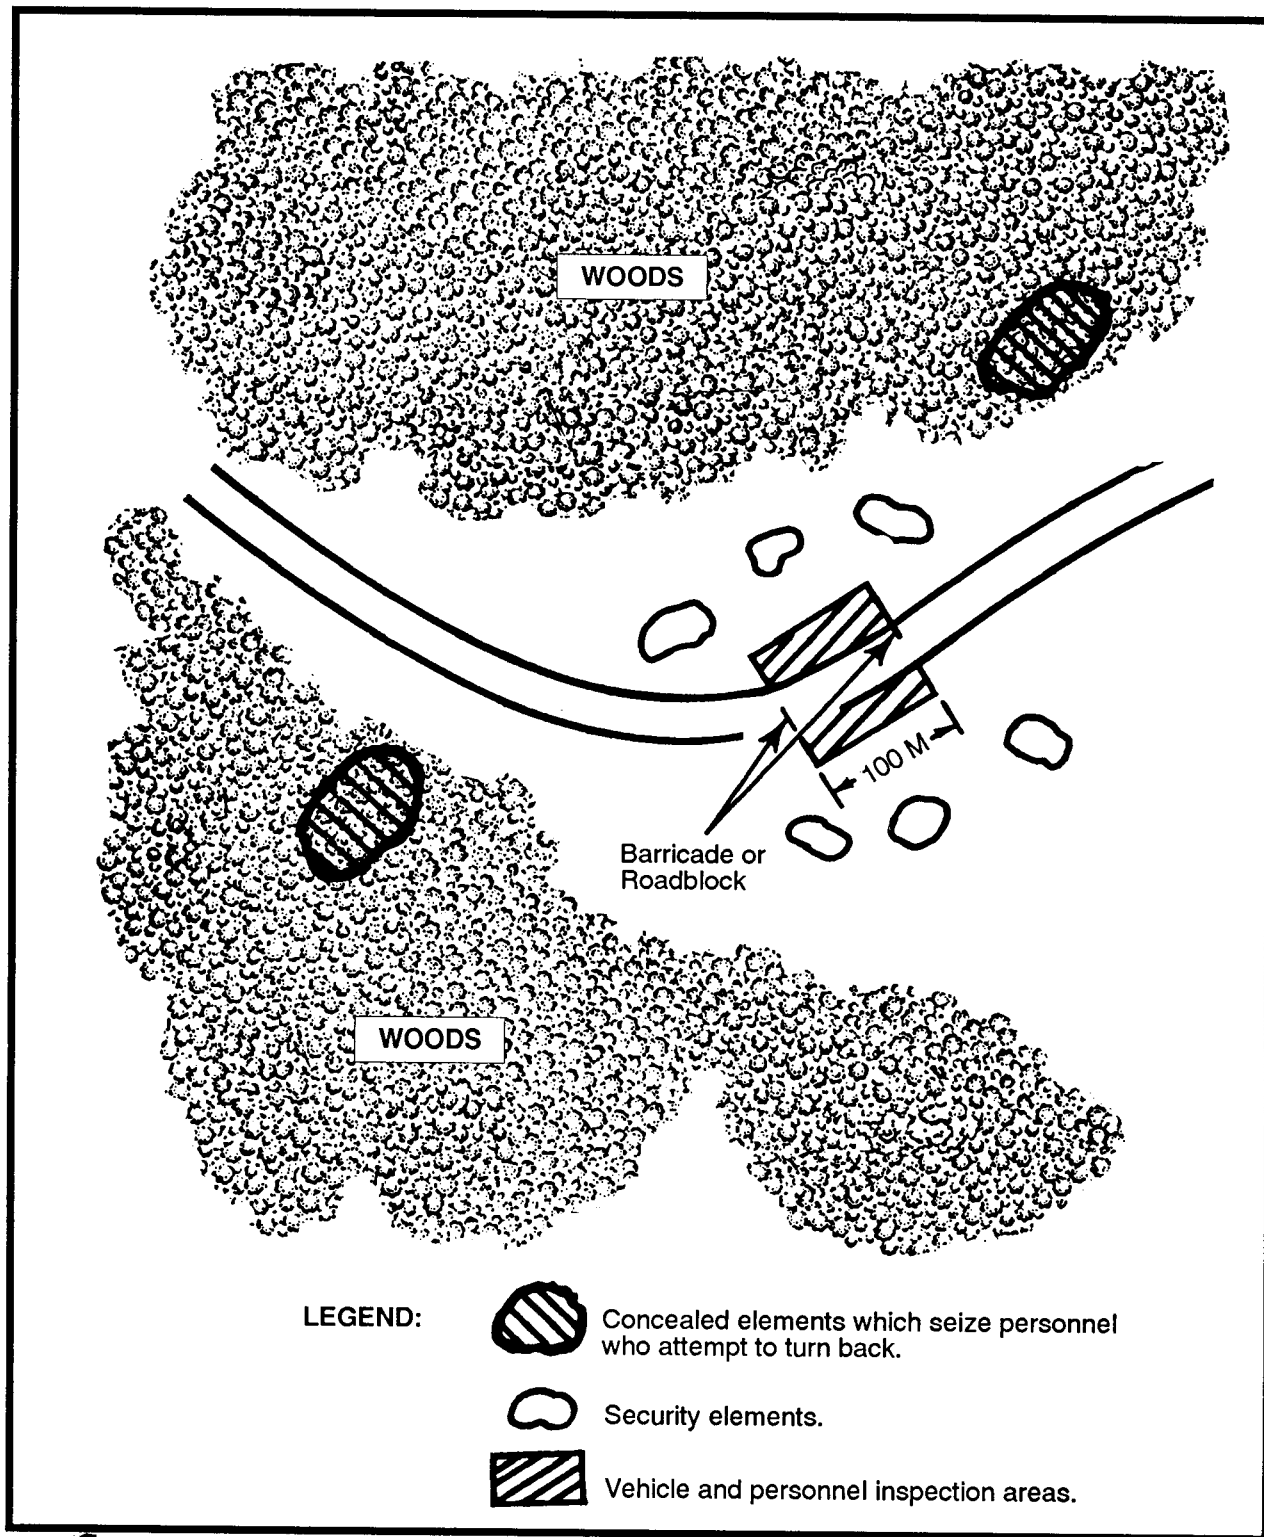 WOODS
100 M
Barricade or
Roadblock
WOODS
LEGEND:
Concealed elements which seize personnel
who attempt to turn back.
Security elements.
Vehicle and personnel inspection areas.